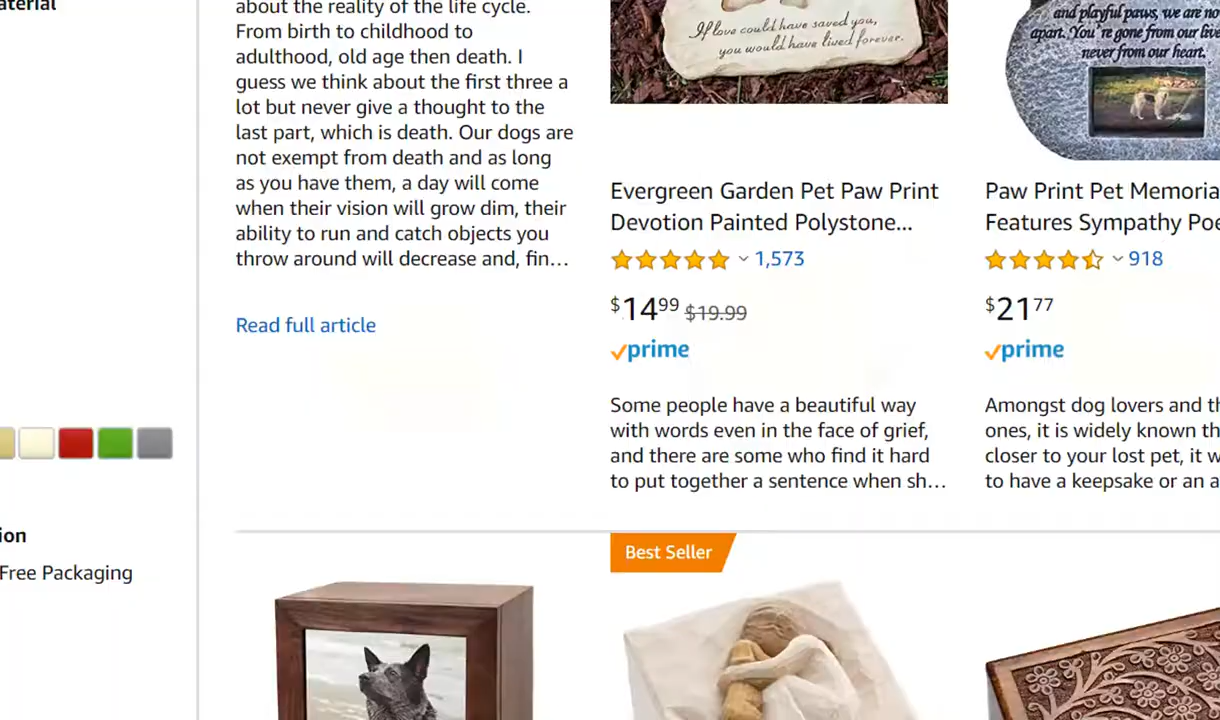 aterial
ion
Free Packaging
about the reality of the life cycle.
From birth to childhood to
adulthood, old age then death. I
guess we think about the first three a
lot but never give a thought to the
last part, which is death. Our dogs are
not exempt from death and as long
as you have them, a day will come
when their vision will grow dim, their
ability to run and catch objects you
throw around will decrease and, fin...
Read full article
If love could have saved you,
you would have lived forever.
Evergreen Garden Pet Paw Print
Devotion Painted Polystone...
1,573
$14.99 $19.99
prime
Some people have a beautiful way
with words even in the face of grief,
and there are some who find it hard
to put together a sentence when sh...
and playful paws, we are no
apart. You're gone from our live
never from our heart.
Paw Print Pet Memoria
Features Sympathy Poe
918
$21.77
prime
Amongst dog lovers and th
ones, it is widely known th
closer to your lost pet, it w
to have a keepsake or an a
Best Seller